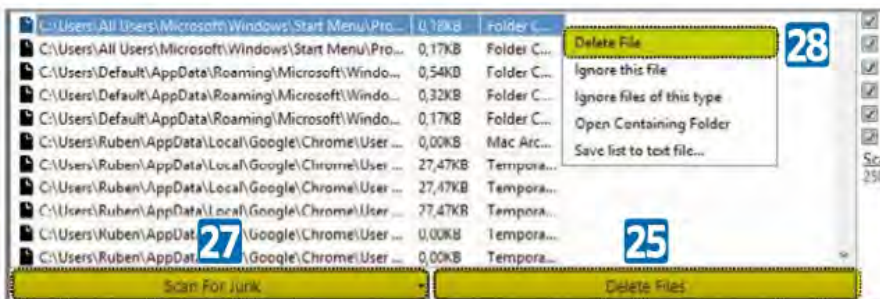 C:\Users\All Users\Microsoft\Windows\Start Menu\Pro... 0,18KB Folder C...
C:\Users\All Users\Microsoft\Windows\Start Menu\Pro... 0,17KB Folder C...
C:\Users\Default\AppData\Roaming\Microsoft\Windo... 0,54KB Folder C...
C:\Users\Default\AppData\Roaming\Microsoft\Windo... 0,32KB Folder C...
C:\Users\Default\AppData\Roaming\Microsoft\Windo... 0,17KB Folder C...
C:\Users\Ruben\AppData\Local\Google\Chrome\User ... 0,00KB Mac Arc...
C:\Users\Ruben\AppData\Local\Google\Chrome\User ... 27,47KB Tempora...
C:\Users\Ruben\AppData\Local\Google\Chrome\User ... 27,47KB Tempora...
C:\Users\Ruben\AppData\Local\Google\Chrome\User ... 27,47KB Tempora...
C:\Users\Ruben\AppDat Local\Google\Chrome\User ... 0,00KB Tempora...
C:\Users\Ruben\AppDat Local\Google\Chrome\User ... 0,00KB Tempora...
Delete File
Ignore this file
Ignore files of this type
Open Containing Folder
Save list to text file...
28
27
25
Scan For Junk
Delete Files